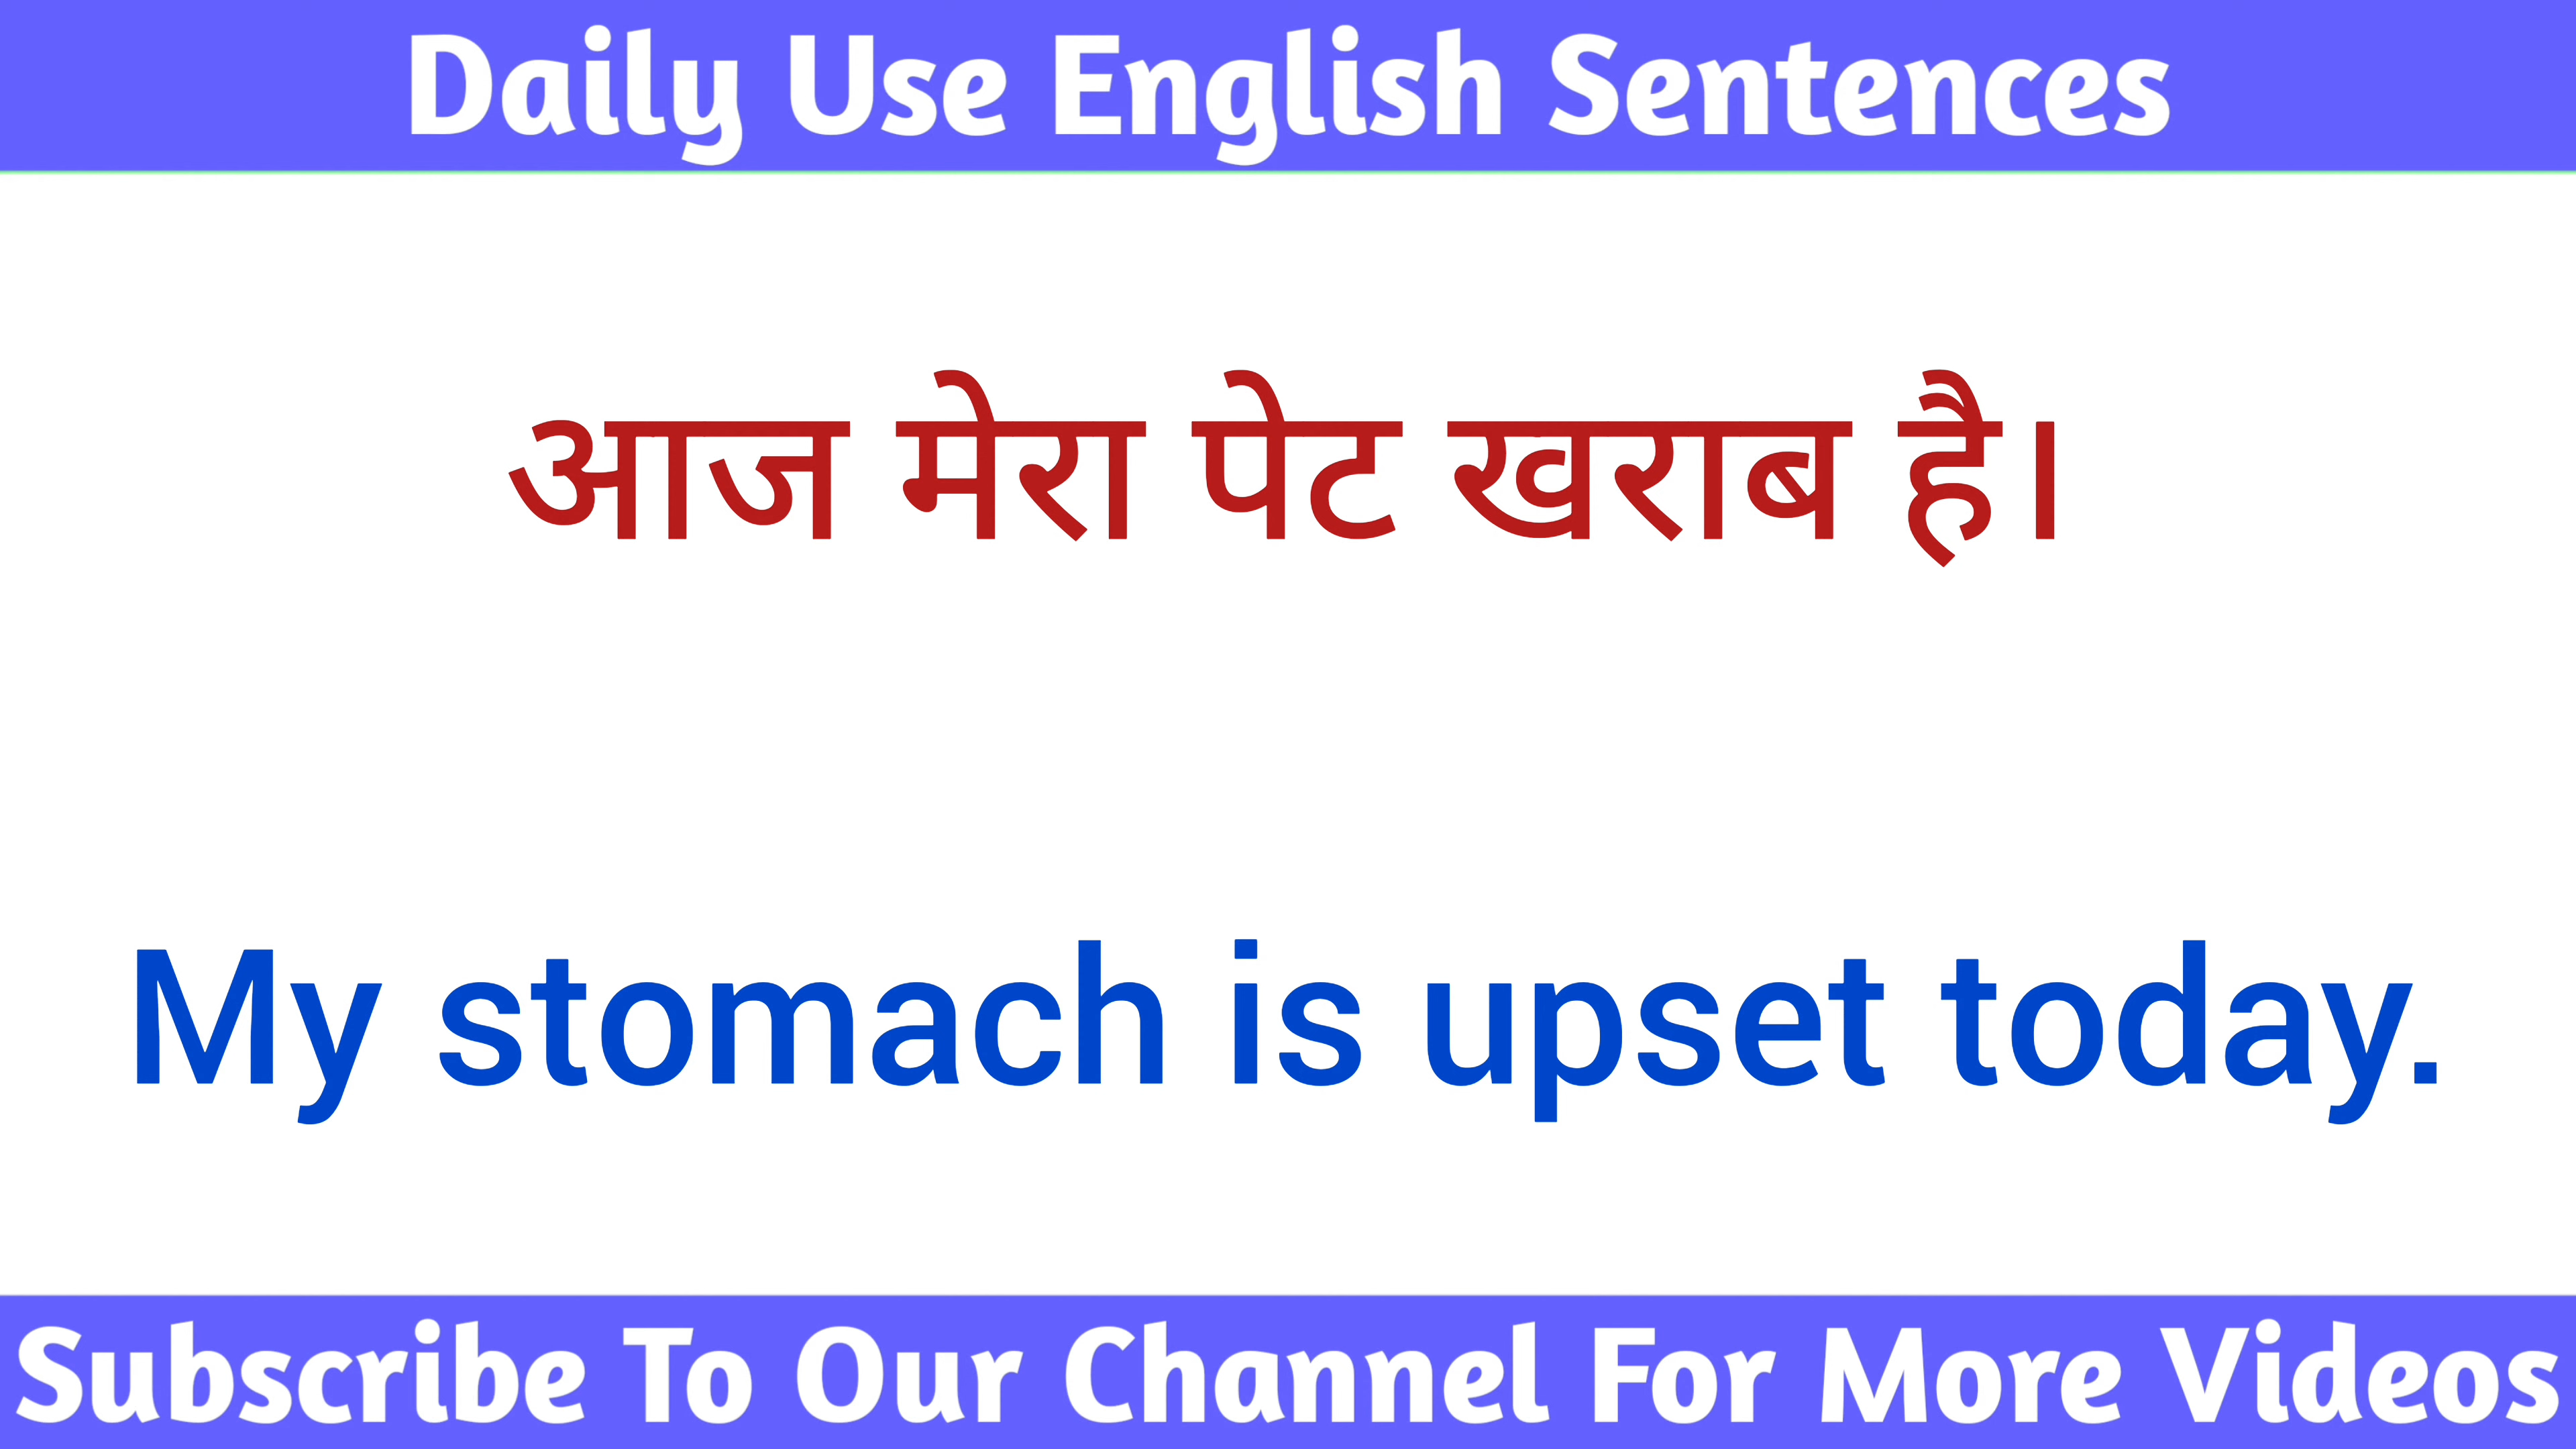 Daily Use English Sentences
आज मेरा पेट खराब है।
My stomach is upset today.
Subscribe To Our Channel For More Videos